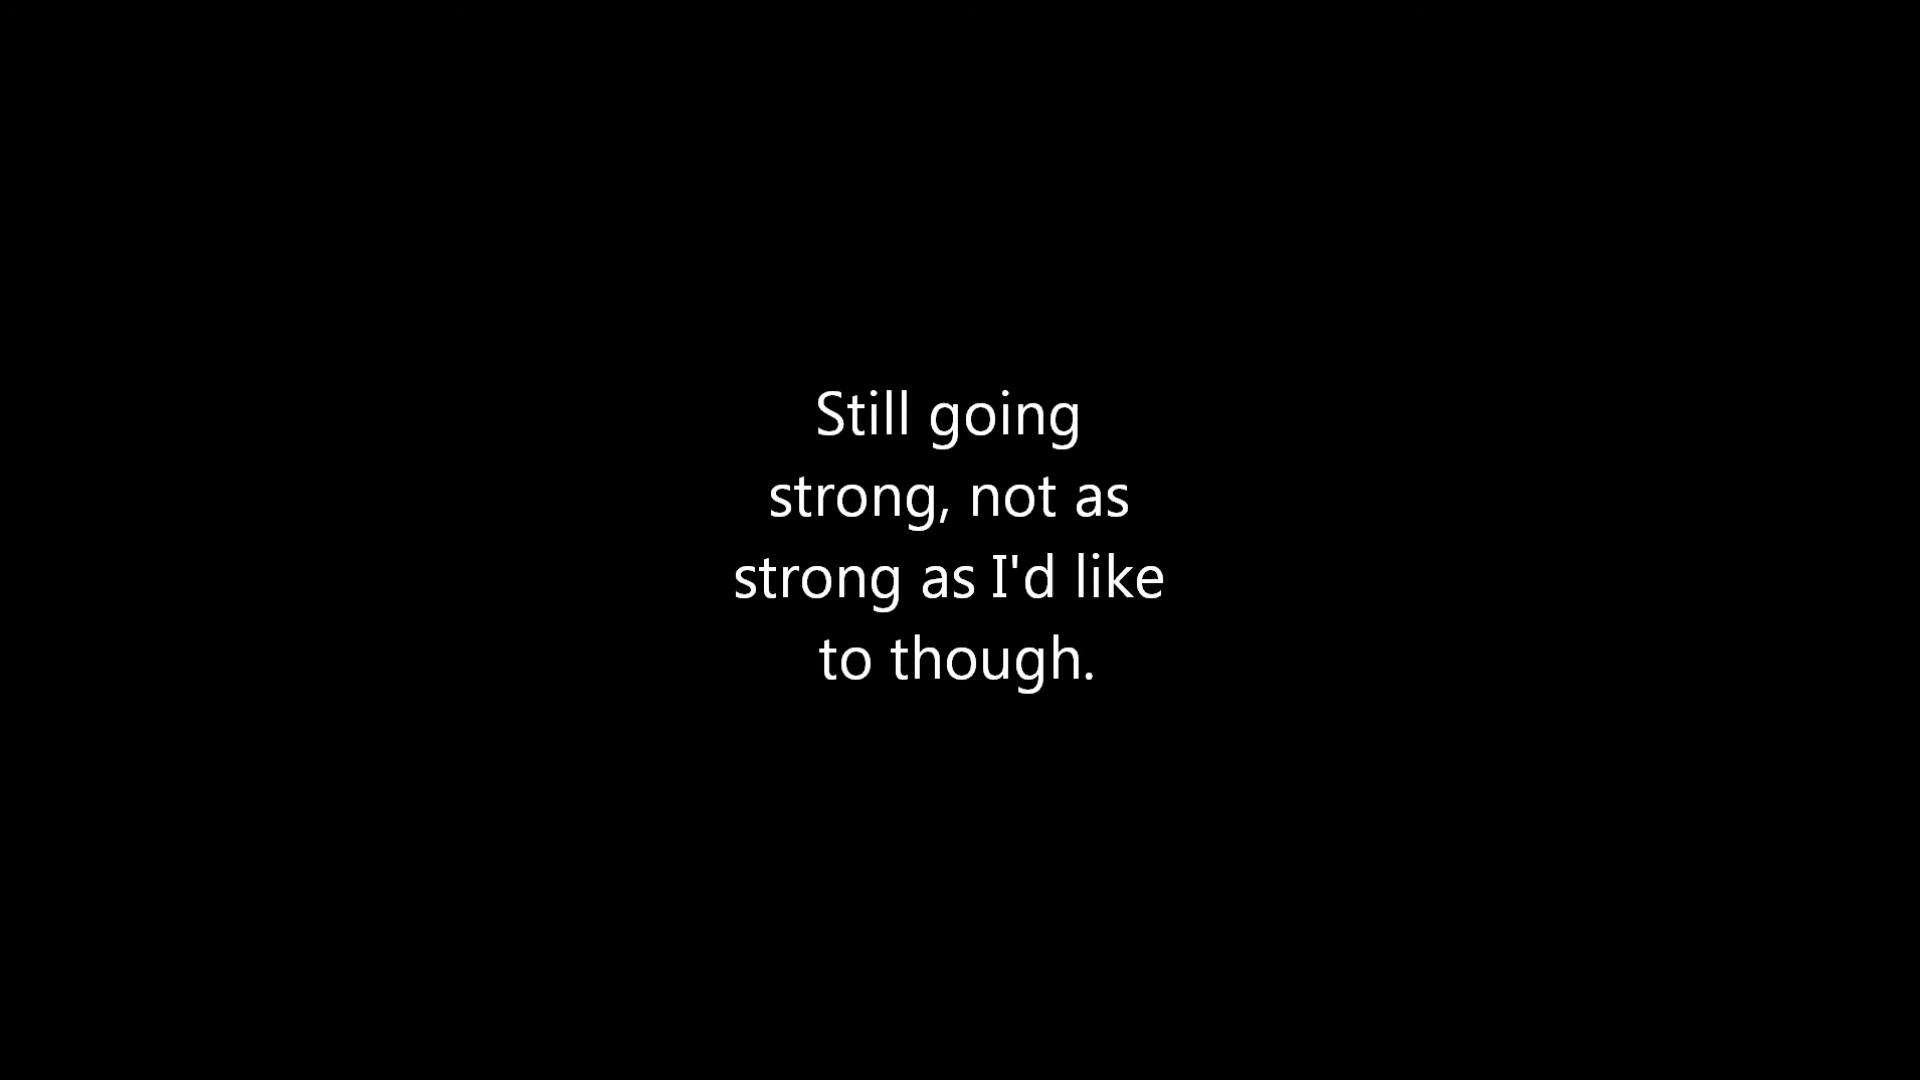 Still going
strong, not as
strong as I'd like
to though.